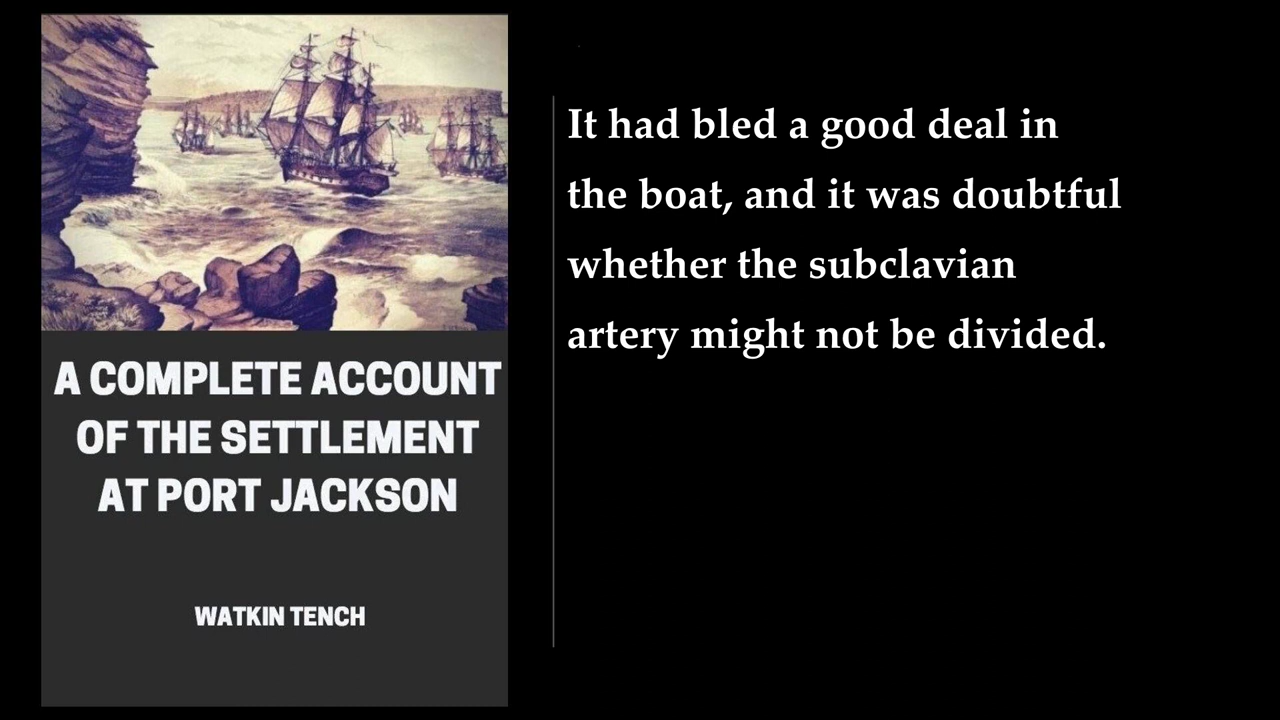 A COMPLETE ACCOUNT
OF THE SETTLEMENT
AT PORT JACKSON
WATKIN TENCH
It had bled a good deal in
the boat, and it was doubtful
whether the subclavian
artery might not be divided.